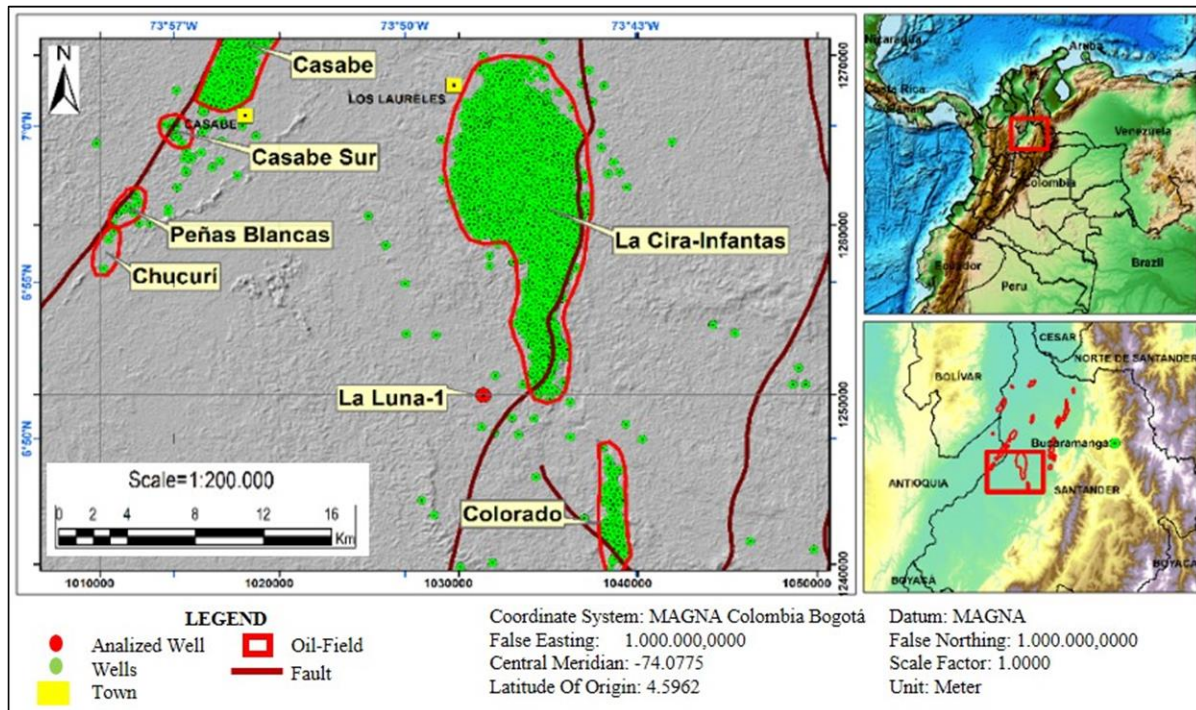 73°57'W 73°50'W 73°43'W
N
Casabe
LOS LAURELES
1270000
7°0'N
CASABE
Casabe Sur
Peñas Blancas
La Cira-Infantas
1260000
Chucurí
6°55'N
La Luna-1
1250000
6°50'N
Scale=1:200.000
0 2 4 8 12 16
Km
Colorado
1240000
1010000 1020000 1030000 1040000 1050000
Nicaragua
Aruba
Costa Rica
Panama
Venezuela
Colombia
Ecuador
Peru
Brazil
CESAR
NORTE DE SANTANDER
BOLÍVAR
Bucaramanga
ANTIOQUIA
SANTANDER
BOYACÁ
BOYACÁ
LEGEND
Analized Well
Oil-Field
Wells
Fault
Town
Coordinate System: MAGNA Colombia Bogotá
False Easting: 1.000.000,0000
Central Meridian: -74.0775
Latitude Of Origin: 4.5962
Datum: MAGNA
False Northing: 1.000.000,0000
Scale Factor: 1.0000
Unit: Meter